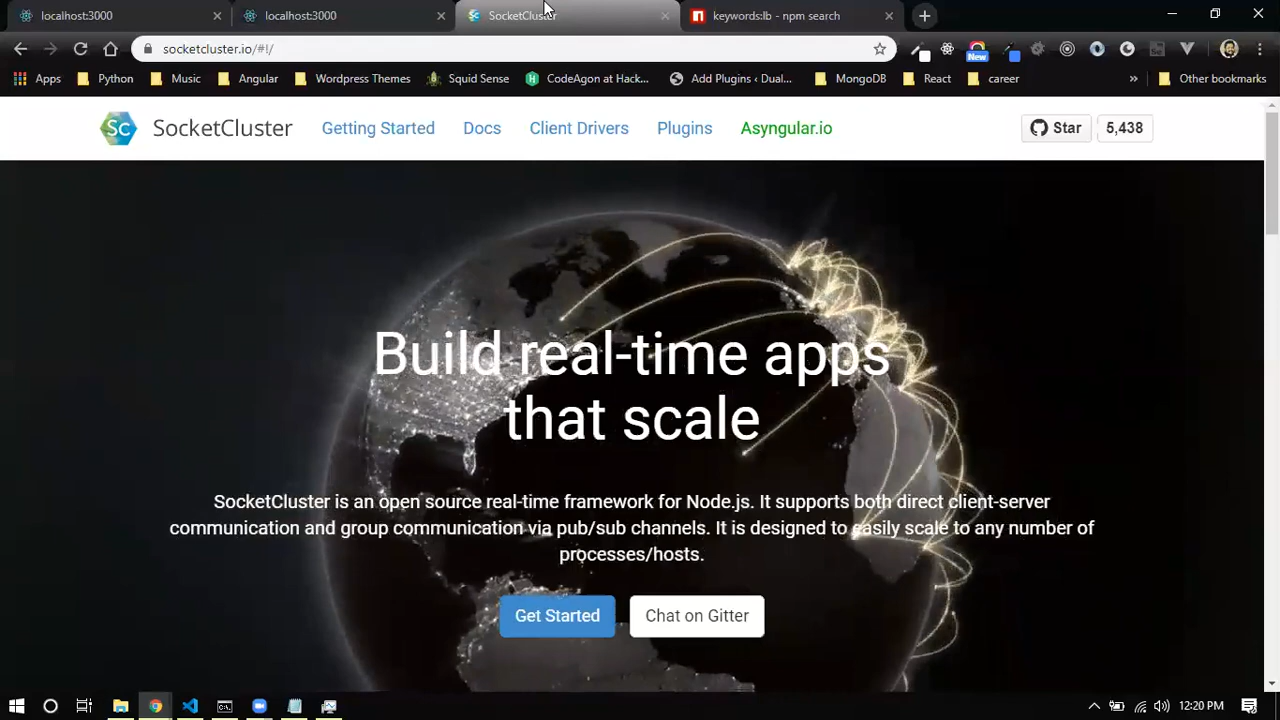 localhost:3000
localhost:3000
SocketCluster
keywords:lb - npm search
socketcluster.io/#!/
New
Apps
Python
Music
Angular
Wordpress Themes
Squid Sense
CodeAgon at Hack...
Add Plugins ‹ Dual...
MongoDB
React
career
»
Other bookmarks
Sc
SocketCluster
Getting Started
Docs
Client Drivers
Plugins
Asyngular.io
Star
5,438
Build real-time apps
that scale
SocketCluster is an open source real-time framework for Node.js. It supports both direct client-server
communication and group communication via pub/sub channels. It is designed to easily scale to any number of
processes/hosts.
Get Started
Chat on Gitter
12:20 PM